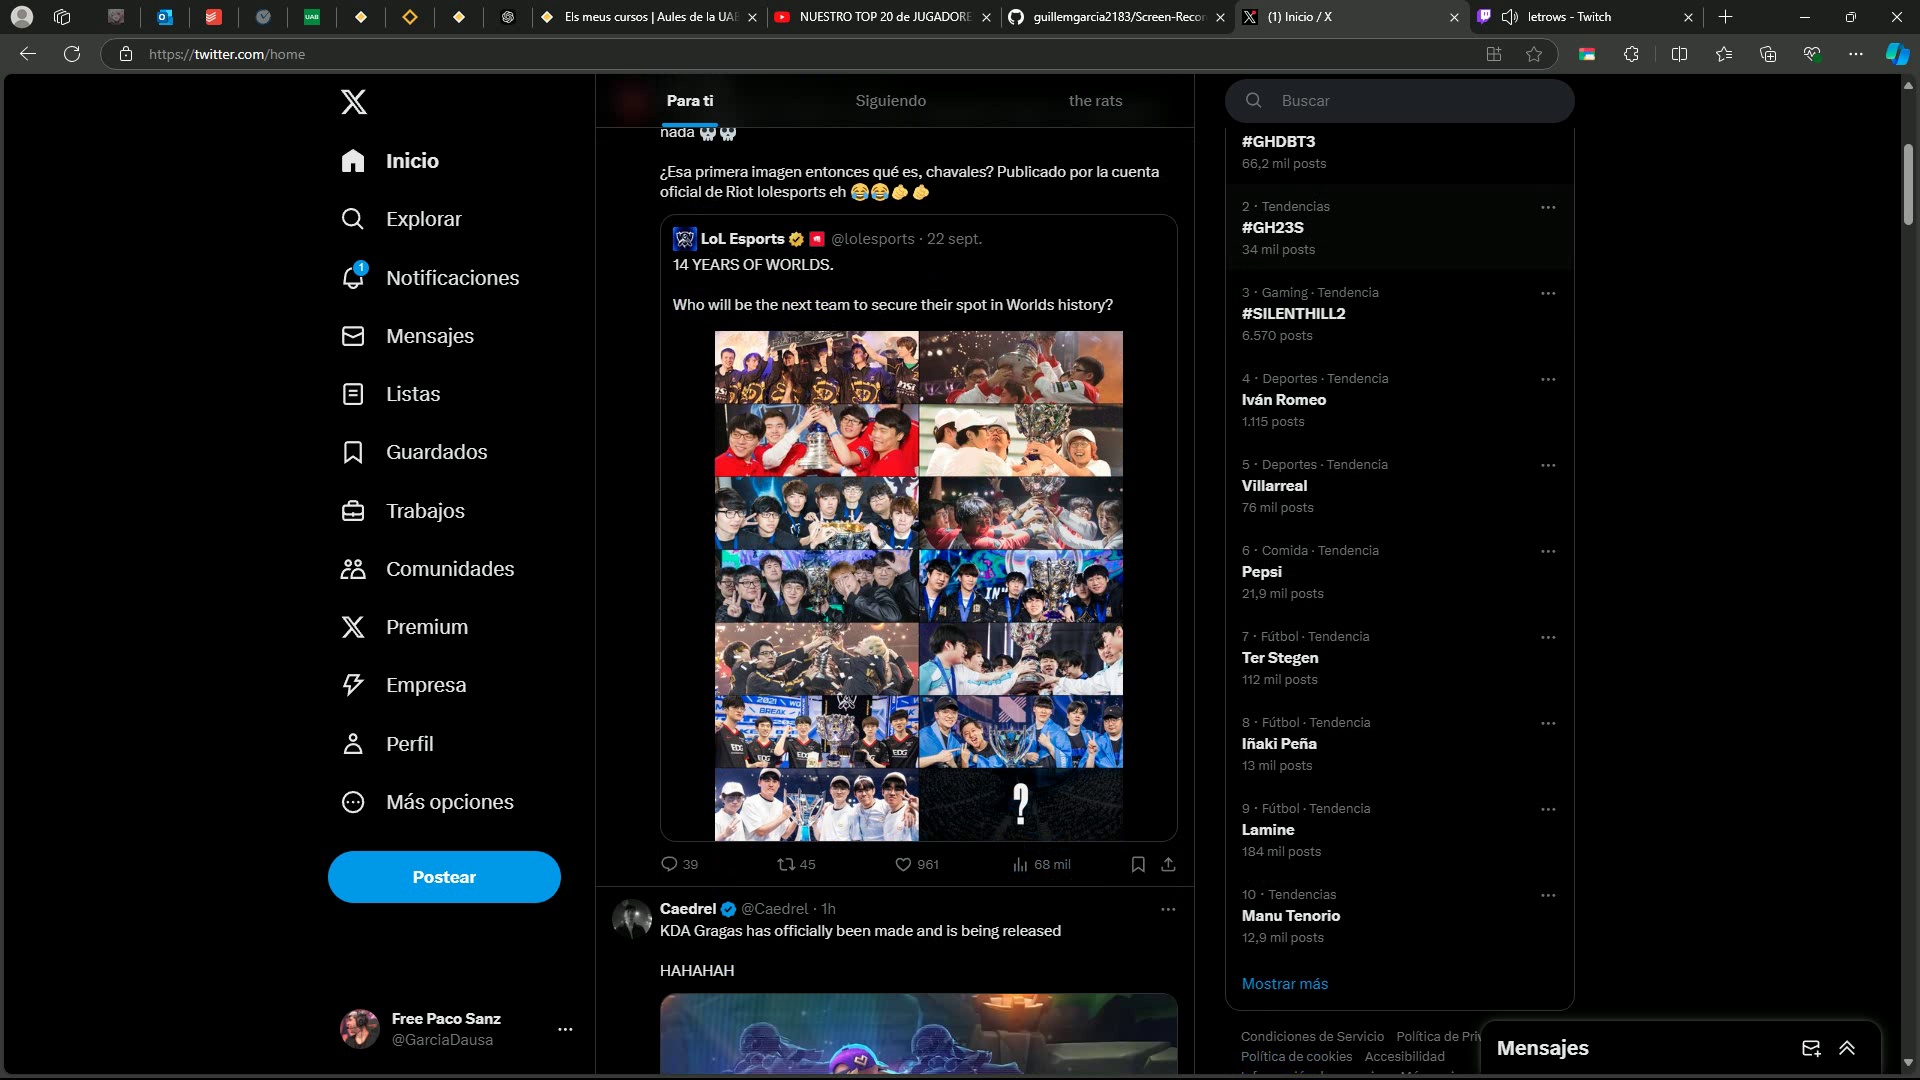 Els meus cursos | Aules de la UA
NUESTRO TOP 20 de JUGADORE
guillemgarcia2183/Screen-Recor
(1) Inicio / X
letrows - Twitch
https://twitter.com/home
Inicio
Explorar
1
Notificaciones
Mensajes
Listas
Guardados
Trabajos
Comunidades
Premium
Empresa
Perfil
Más opciones
Postear
Free Paco Sanz
@GarciaDausa
Para ti
Siguiendo
the rats
nada 💀💀
¿Esa primera imagen entonces qué es, chavales? Publicado por la cuenta
oficial de Riot lolesports eh 😂😂🫵🫵
LoL Esports @lolesports · 22 sept.
14 YEARS OF WORLDS.
Who will be the next team to secure their spot in Worlds history?
?
39 45 961 68 mil
Caedrel @Caedrel · 1h
KDA Gragas has officially been made and is being released
HAHAHAH
Buscar
#GHDBT3
66,2 mil posts
2 · Tendencias
#GH23S
34 mil posts
3 · Gaming · Tendencia
#SILENTHILL2
6.570 posts
4 · Deportes · Tendencia
Iván Romeo
1.115 posts
5 · Deportes · Tendencia
Villarreal
76 mil posts
6 · Comida · Tendencia
Pepsi
21,9 mil posts
7 · Fútbol · Tendencia
Ter Stegen
112 mil posts
8 · Fútbol · Tendencia
Iñaki Peña
13 mil posts
9 · Fútbol · Tendencia
Lamine
184 mil posts
10 · Tendencias
Manu Tenorio
12,9 mil posts
Mostrar más
Condiciones de Servicio Política de Pri
Política de cookies Accesibilidad
Mensajes